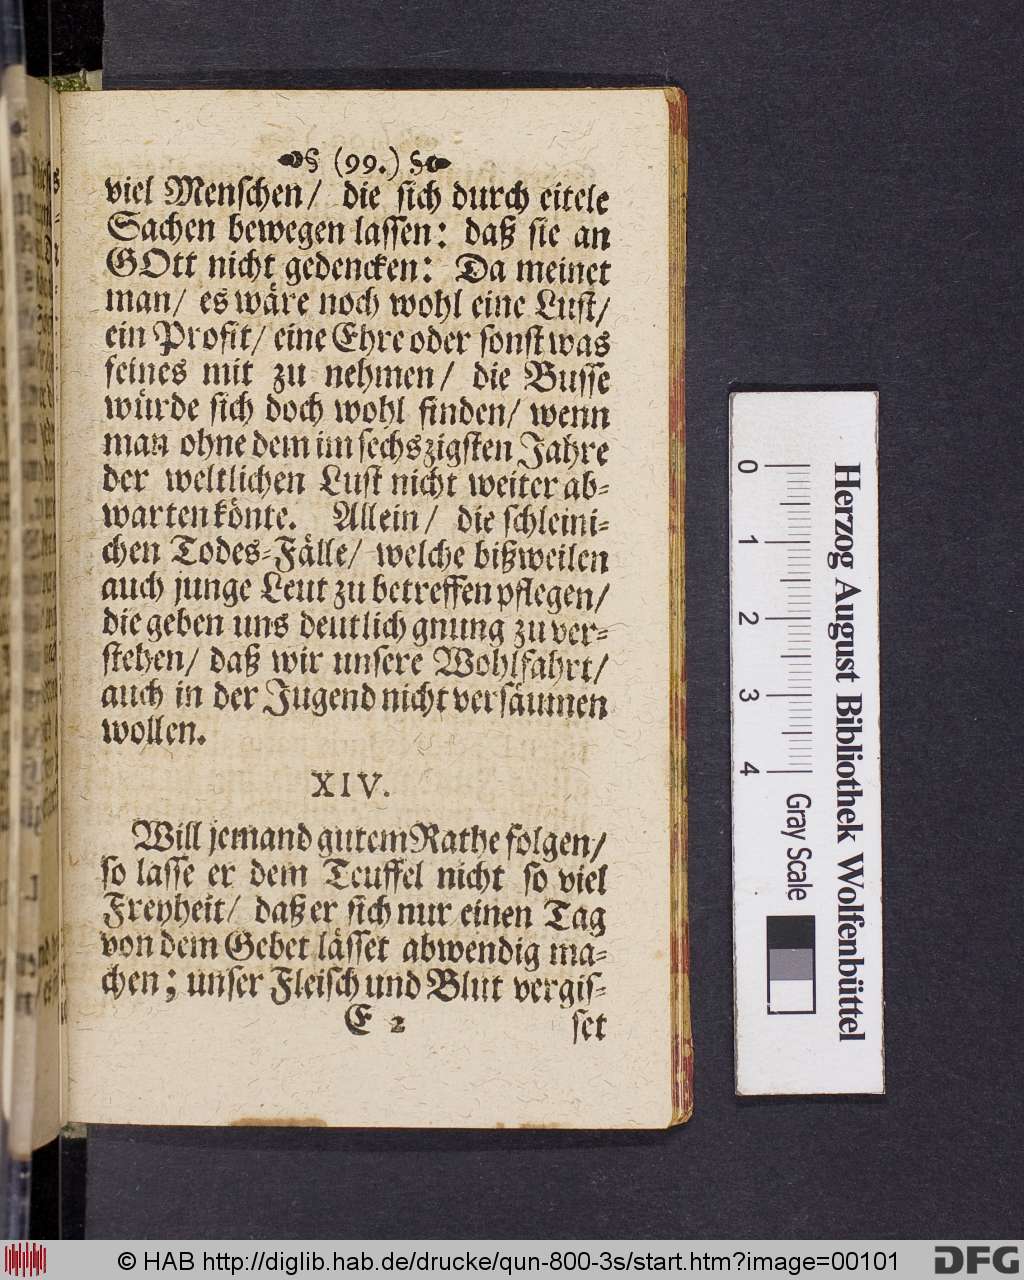 § (99.) §
viel Menschen/ die sich durch eitele
Sachen bewegen lassen: daß sie an
GOtt nicht gedencken: Da meinet
man/ es wäre noch wohl eine Lust/
ein Profit/ eine Ehre oder sonst was
feines mit zu nehmen/ die Busse
würde sich doch wohl finden/ wenn
man ohne dem im sechszigsten Jahre
der weltlichen Lust nicht weiter ab-
warten könte. Allein/ die schleini-
chen Todes-Fälle/ welche bißweilen
auch junge Leut zu betreffen pflegen/
die geben uns deutlich gnung zu ver-
stehen/ daß wir unsere Wohlfahrt/
auch in der Jugend nicht versäumen
wollen.
XIV.
Will jemand gutem Rathe folgen/
so lasse er dem Teuffel nicht so viel
Freyheit/ daß er sich nur einen Tag
von dem Gebet lässet abwendig ma-
chen; unser Fleisch und Blut vergis-
E 2 set
Herzog August Bibliothek Wolfenbüttel
0 1 2 3 4 Gray Scale
© HAB http://diglib.hab.de/drucke/qun-800-3s/start.htm?image=00101
DFG